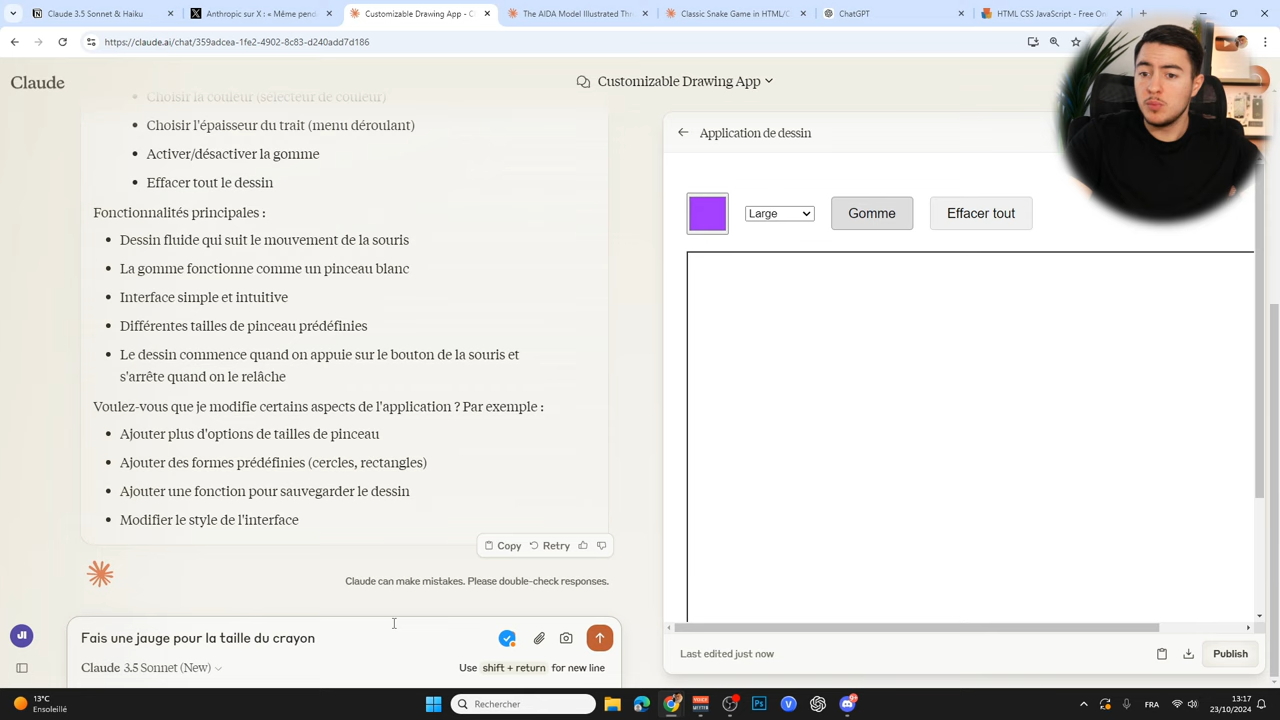 Claude 3.5 Sonnet & Haiku
Anthropic sur X : « Même pend
Customizable Drawing App - C
The AIDA Model Illustrated Thr
Classic Snake Game in HTML/C
ChatGPT
HTML CSS JavaScript - Free On
https://claude.ai/chat/359adcea-1fe2-4902-8c83-d240add7d186
Claude
Customizable Drawing App
Choisir la couleur (sélecteur de couleur)
Choisir l'épaisseur du trait (menu déroulant)
Activer/désactiver la gomme
Effacer tout le dessin
Fonctionnalités principales :
Dessin fluide qui suit le mouvement de la souris
La gomme fonctionne comme un pinceau blanc
Interface simple et intuitive
Différentes tailles de pinceau prédéfinies
Le dessin commence quand on appuie sur le bouton de la souris et
s'arrête quand on le relâche
Voulez-vous que je modifie certains aspects de l'application ? Par exemple :
Ajouter plus d'options de tailles de pinceau
Ajouter des formes prédéfinies (cercles, rectangles)
Ajouter une fonction pour sauvegarder le dessin
Modifier le style de l'interface
Copy Retry
Claude can make mistakes. Please double-check responses.
JI
Fais une jauge pour la taille du crayon
Claude 3.5 Sonnet (New)
Use shift + return for new line
Application de dessin
Large
Gomme
Effacer tout
Last edited just now
Publish
13°C
Ensoleillé
Rechercher
Ps
V
FRA
13:17
23/10/2024